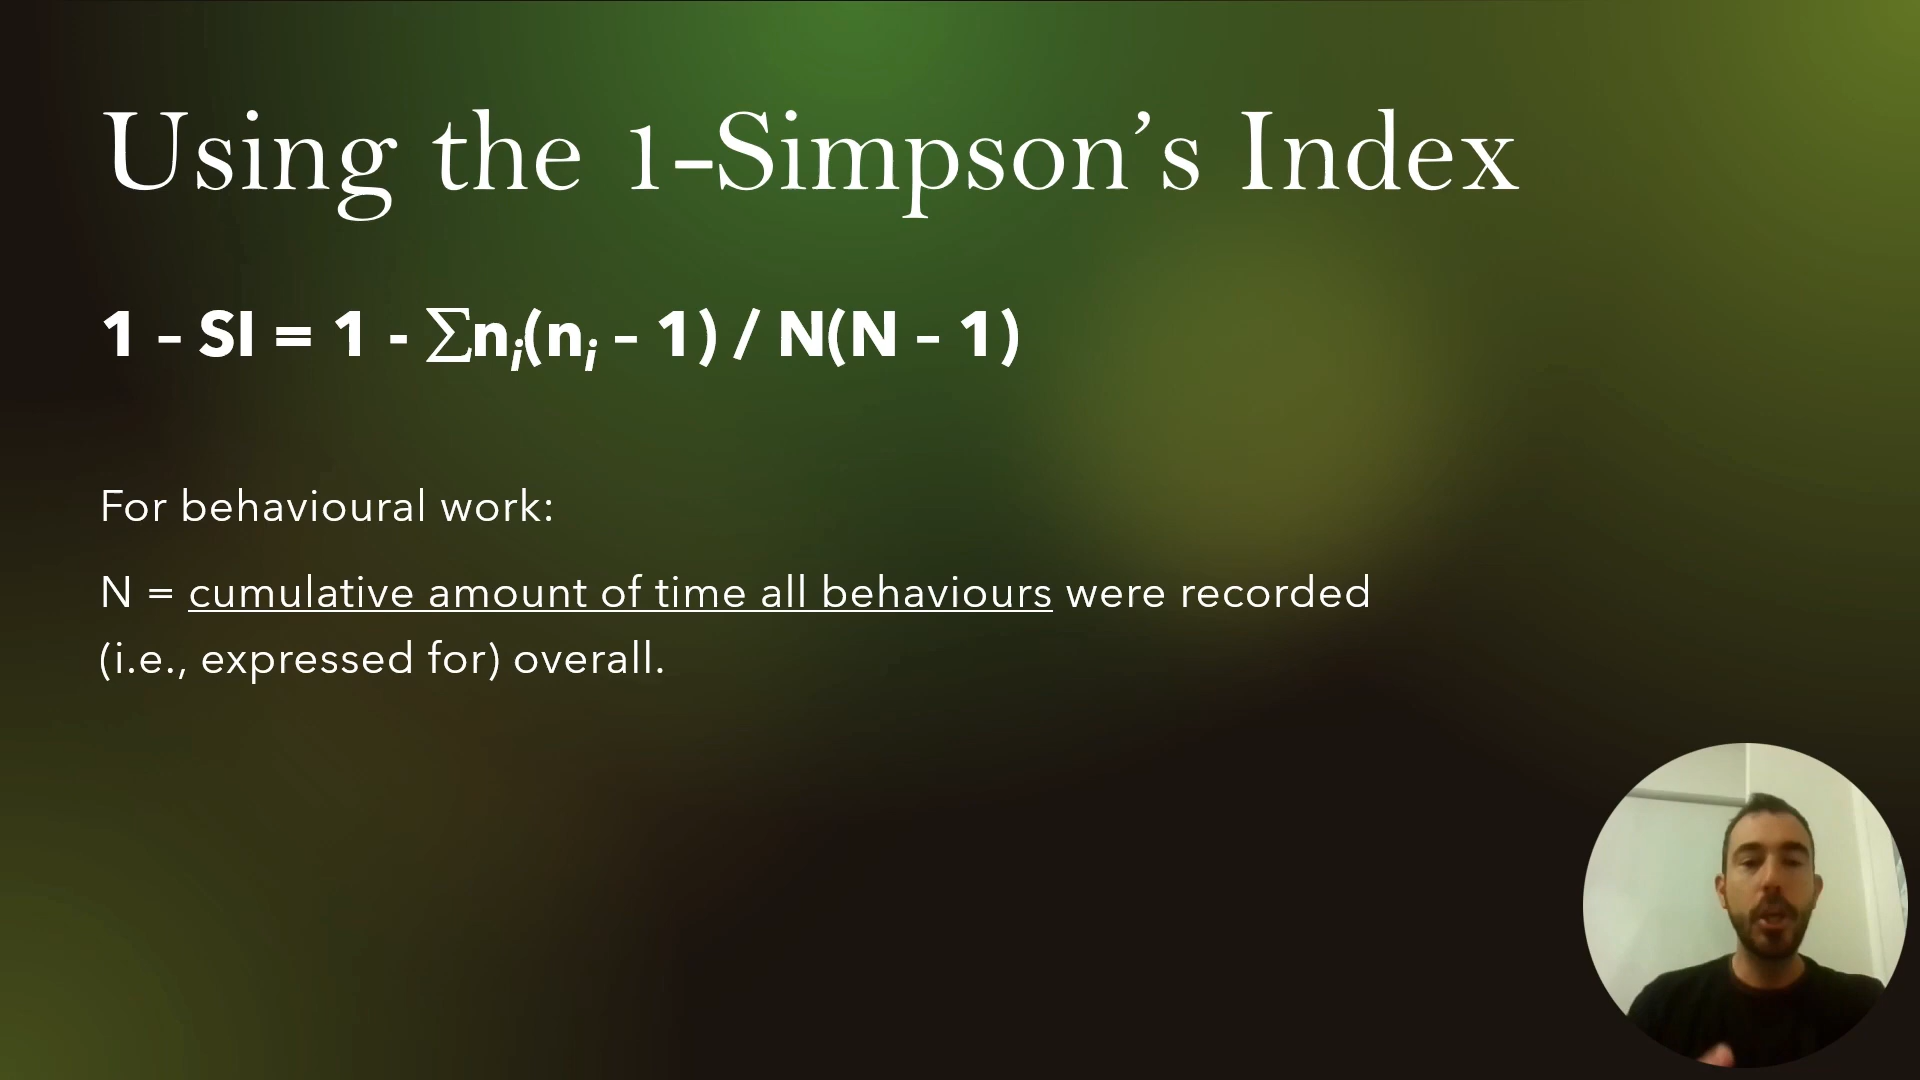 Using the 1–Simpson’s Index
1 – SI = 1 - ∑nᵢ(nᵢ – 1) / N(N – 1)
For behavioural work:
N = cumulative amount of time all behaviours were recorded
(i.e., expressed for) overall.